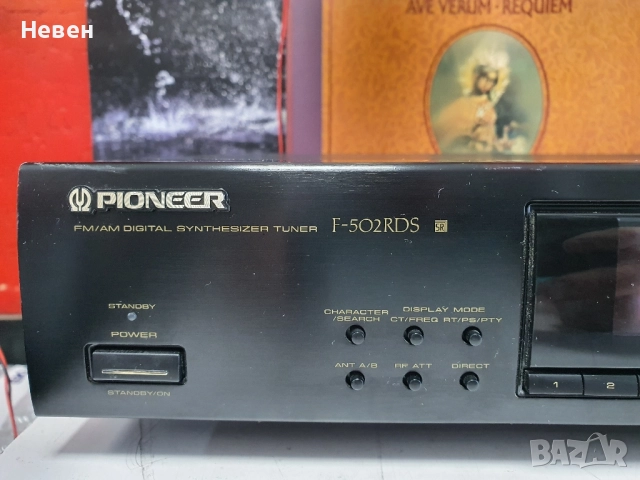 Невен
AVE VERUM · REQUIEM
PIONEER
FM/AM DIGITAL SYNTHESIZER TUNER F-502RDS SR
STANDBY
POWER
STANDBY/ON
CHARACTER
/SEARCH
DISPLAY MODE
CT/FREQ RT/PS/PTY
ANT A/B RF ATT DIRECT
1 2
BAZAR